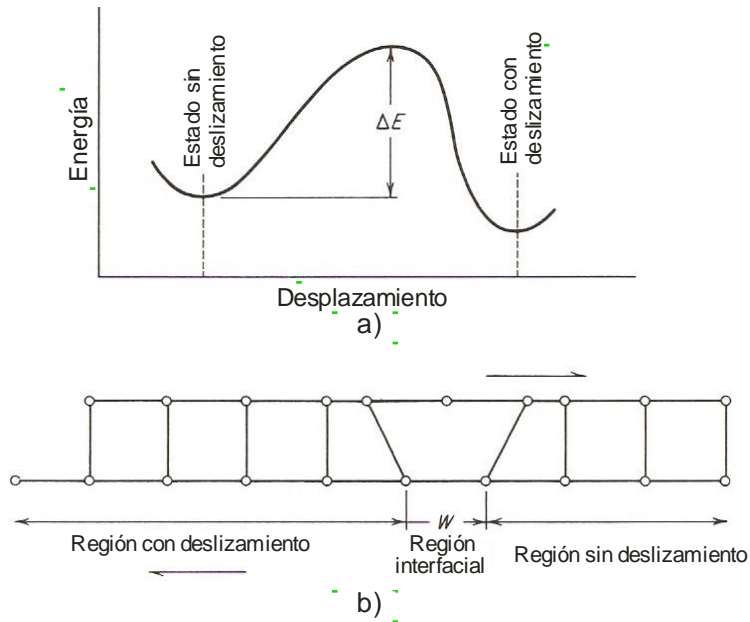 Energía
Estado sin
deslizamiento
ΔE
Estado con
deslizamiento
Desplazamiento
a)
W
Región con deslizamiento
Región
interfacial
Región sin deslizamiento
b)